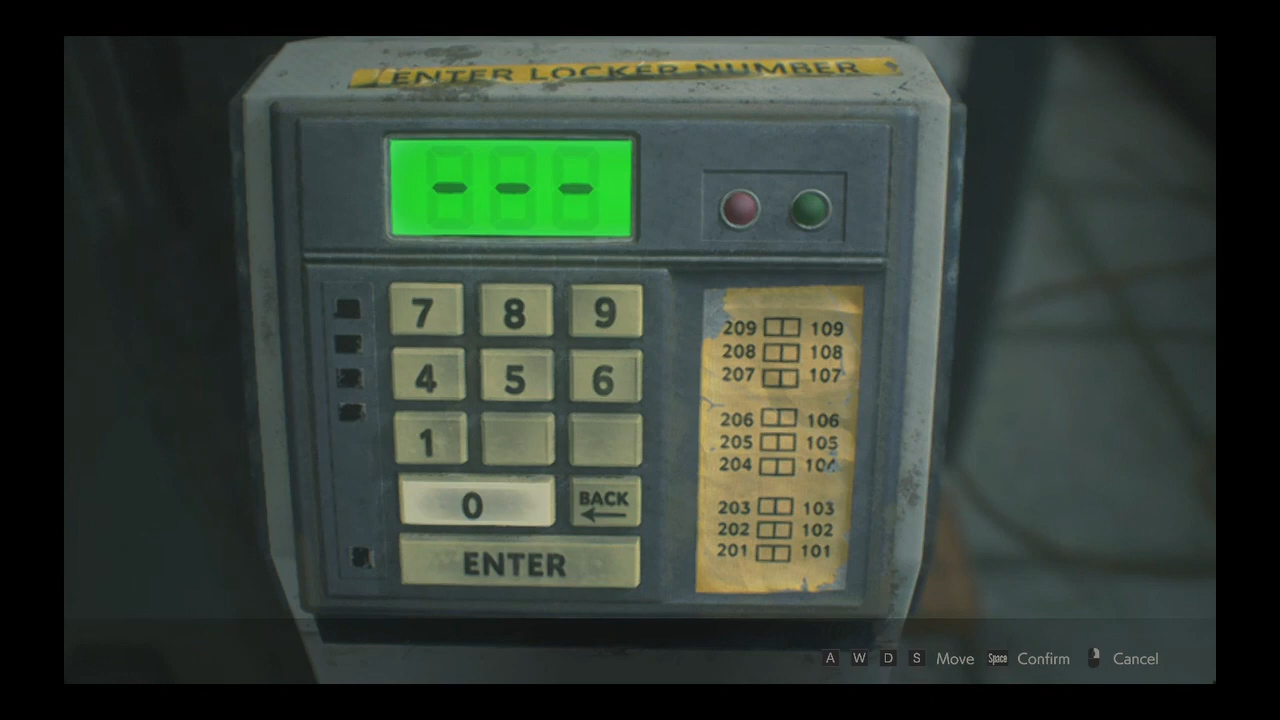 ENTER LOCKER NUMBER
- - -
7 8 9
4 5 6
1
0 BACK
ENTER
209 109
208 108
207 107
206 106
205 105
204 104
203 103
202 102
201 101
A W D S Move Space Confirm Cancel